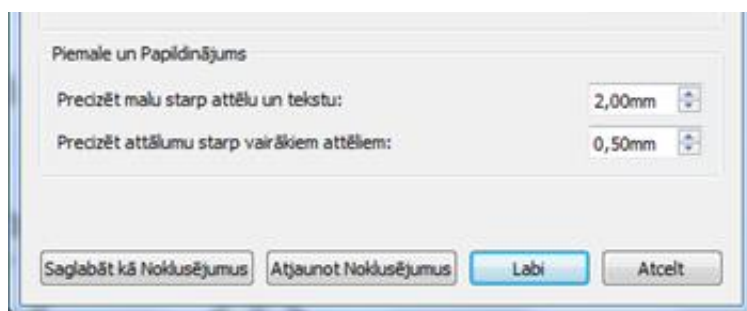 Piemale un Papildinājums
Precizēt malu starp attēlu un tekstu: 2,00mm
Precizēt attālumu starp vairākiem attēliem: 0,50mm
Saglabāt kā Noklusējumus Atjaunot Noklusējumus Labi Atcelt